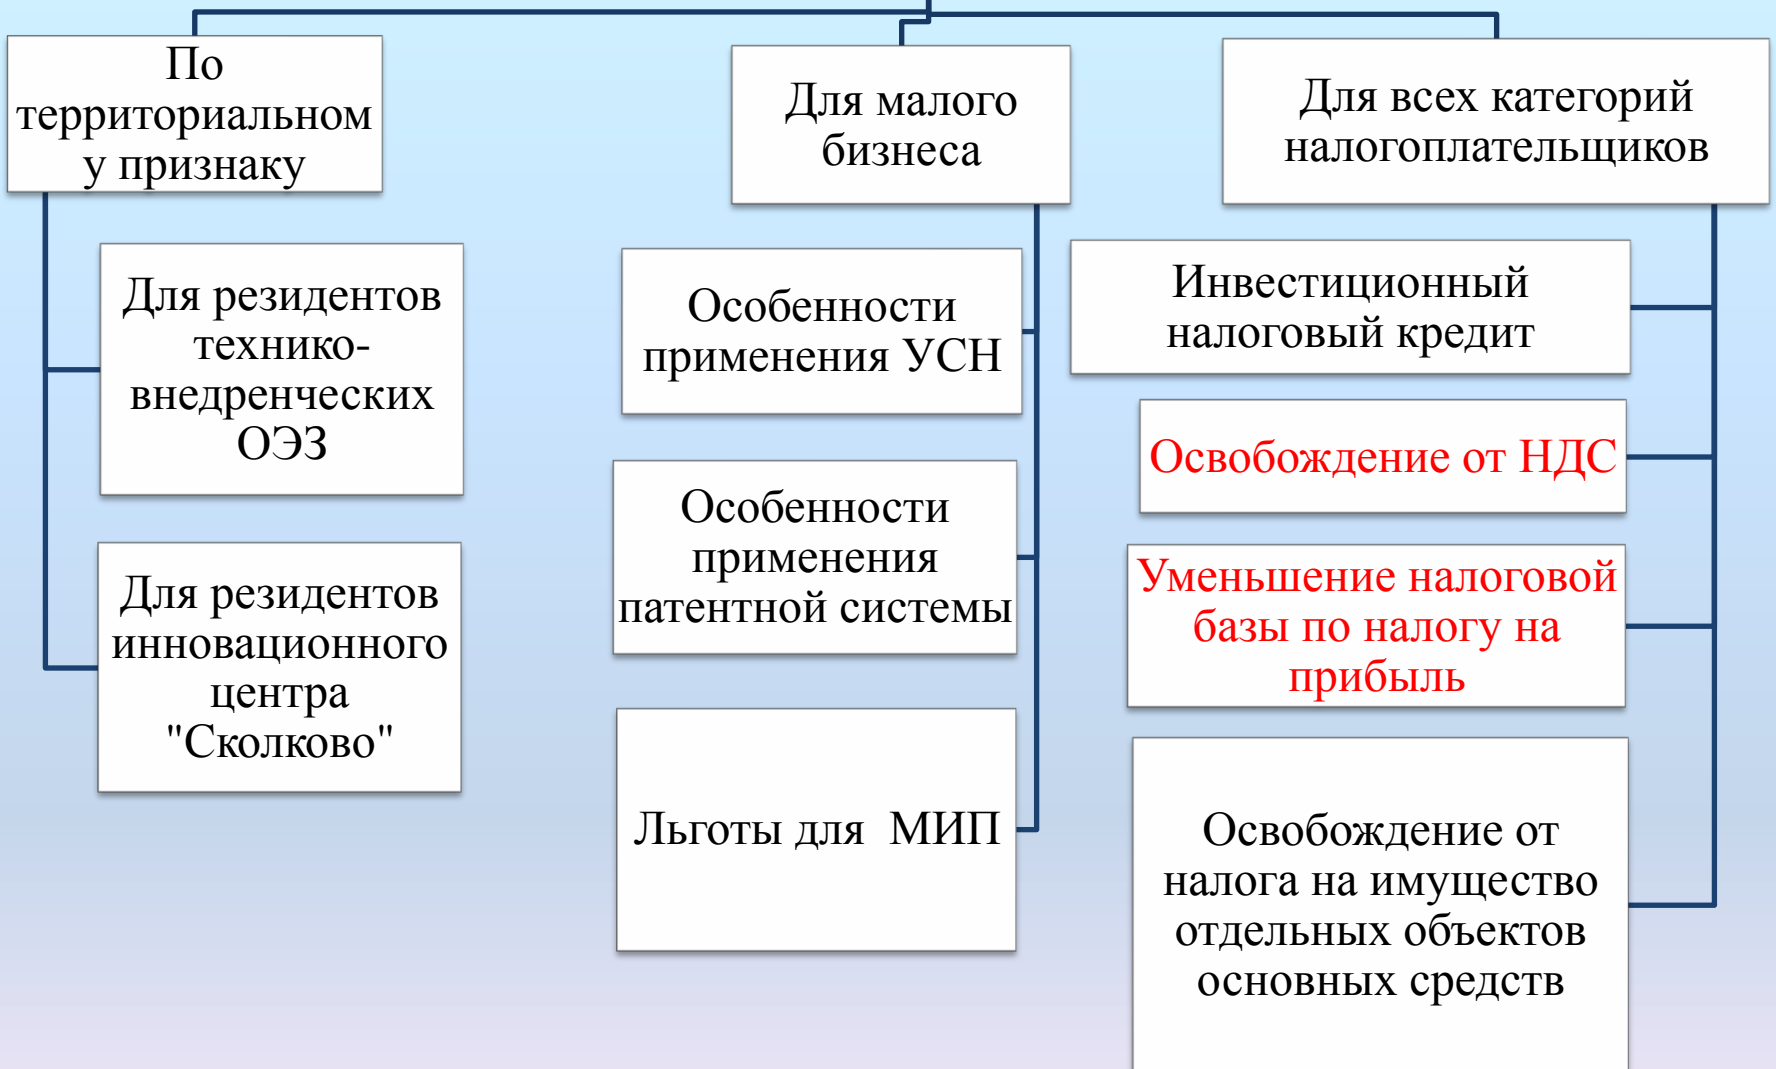 По
территориальном
у признаку
Для резидентов
технико-
внедренческих
ОЭЗ
Для резидентов
инновационного
центра
"Сколково"
Для малого
бизнеса
Особенности
применения УСН
Особенности
применения
патентной системы
Льготы для МИП
Для всех категорий
налогоплательщиков
Инвестиционный
налоговый кредит
Освобождение от НДС
Уменьшение налоговой
базы по налогу на
прибыль
Освобождение от
налога на имущество
отдельных объектов
основных средств